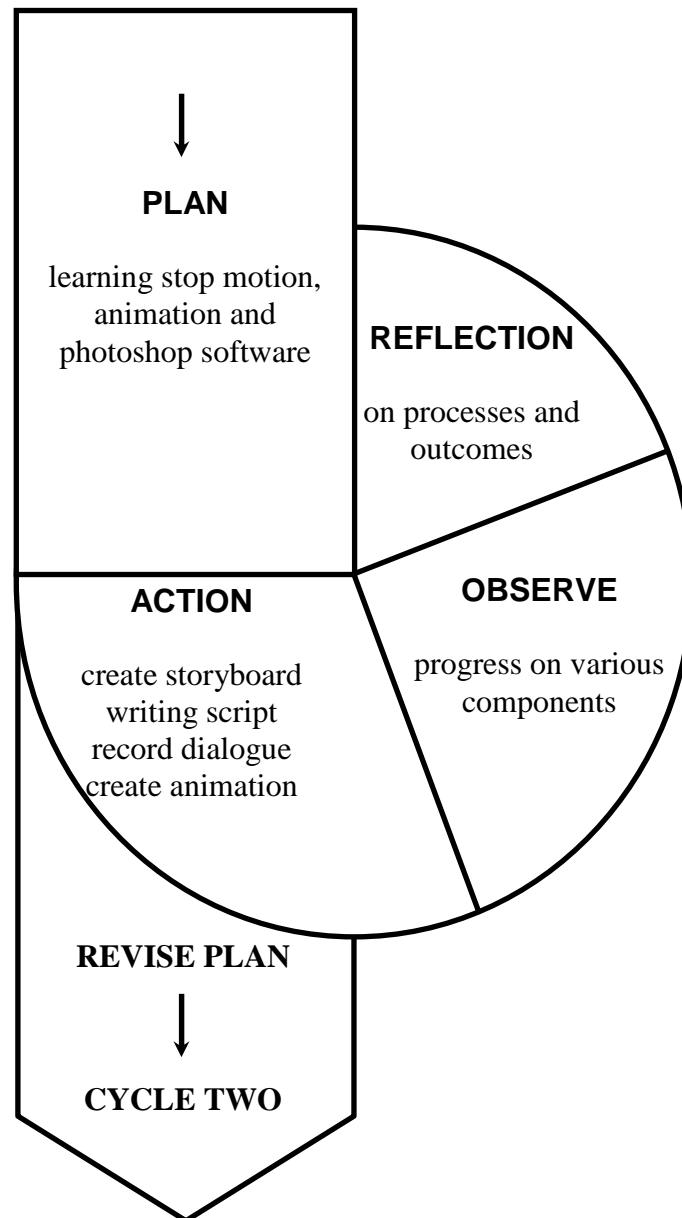 PLAN
learning stop motion,
animation and
photoshop software
ACTION
create storyboard
writing script
record dialogue
create animation
OBSERVE
progress on various
components
REFLECTION
on processes and
outcomes
REVISE PLAN
CYCLE TWO